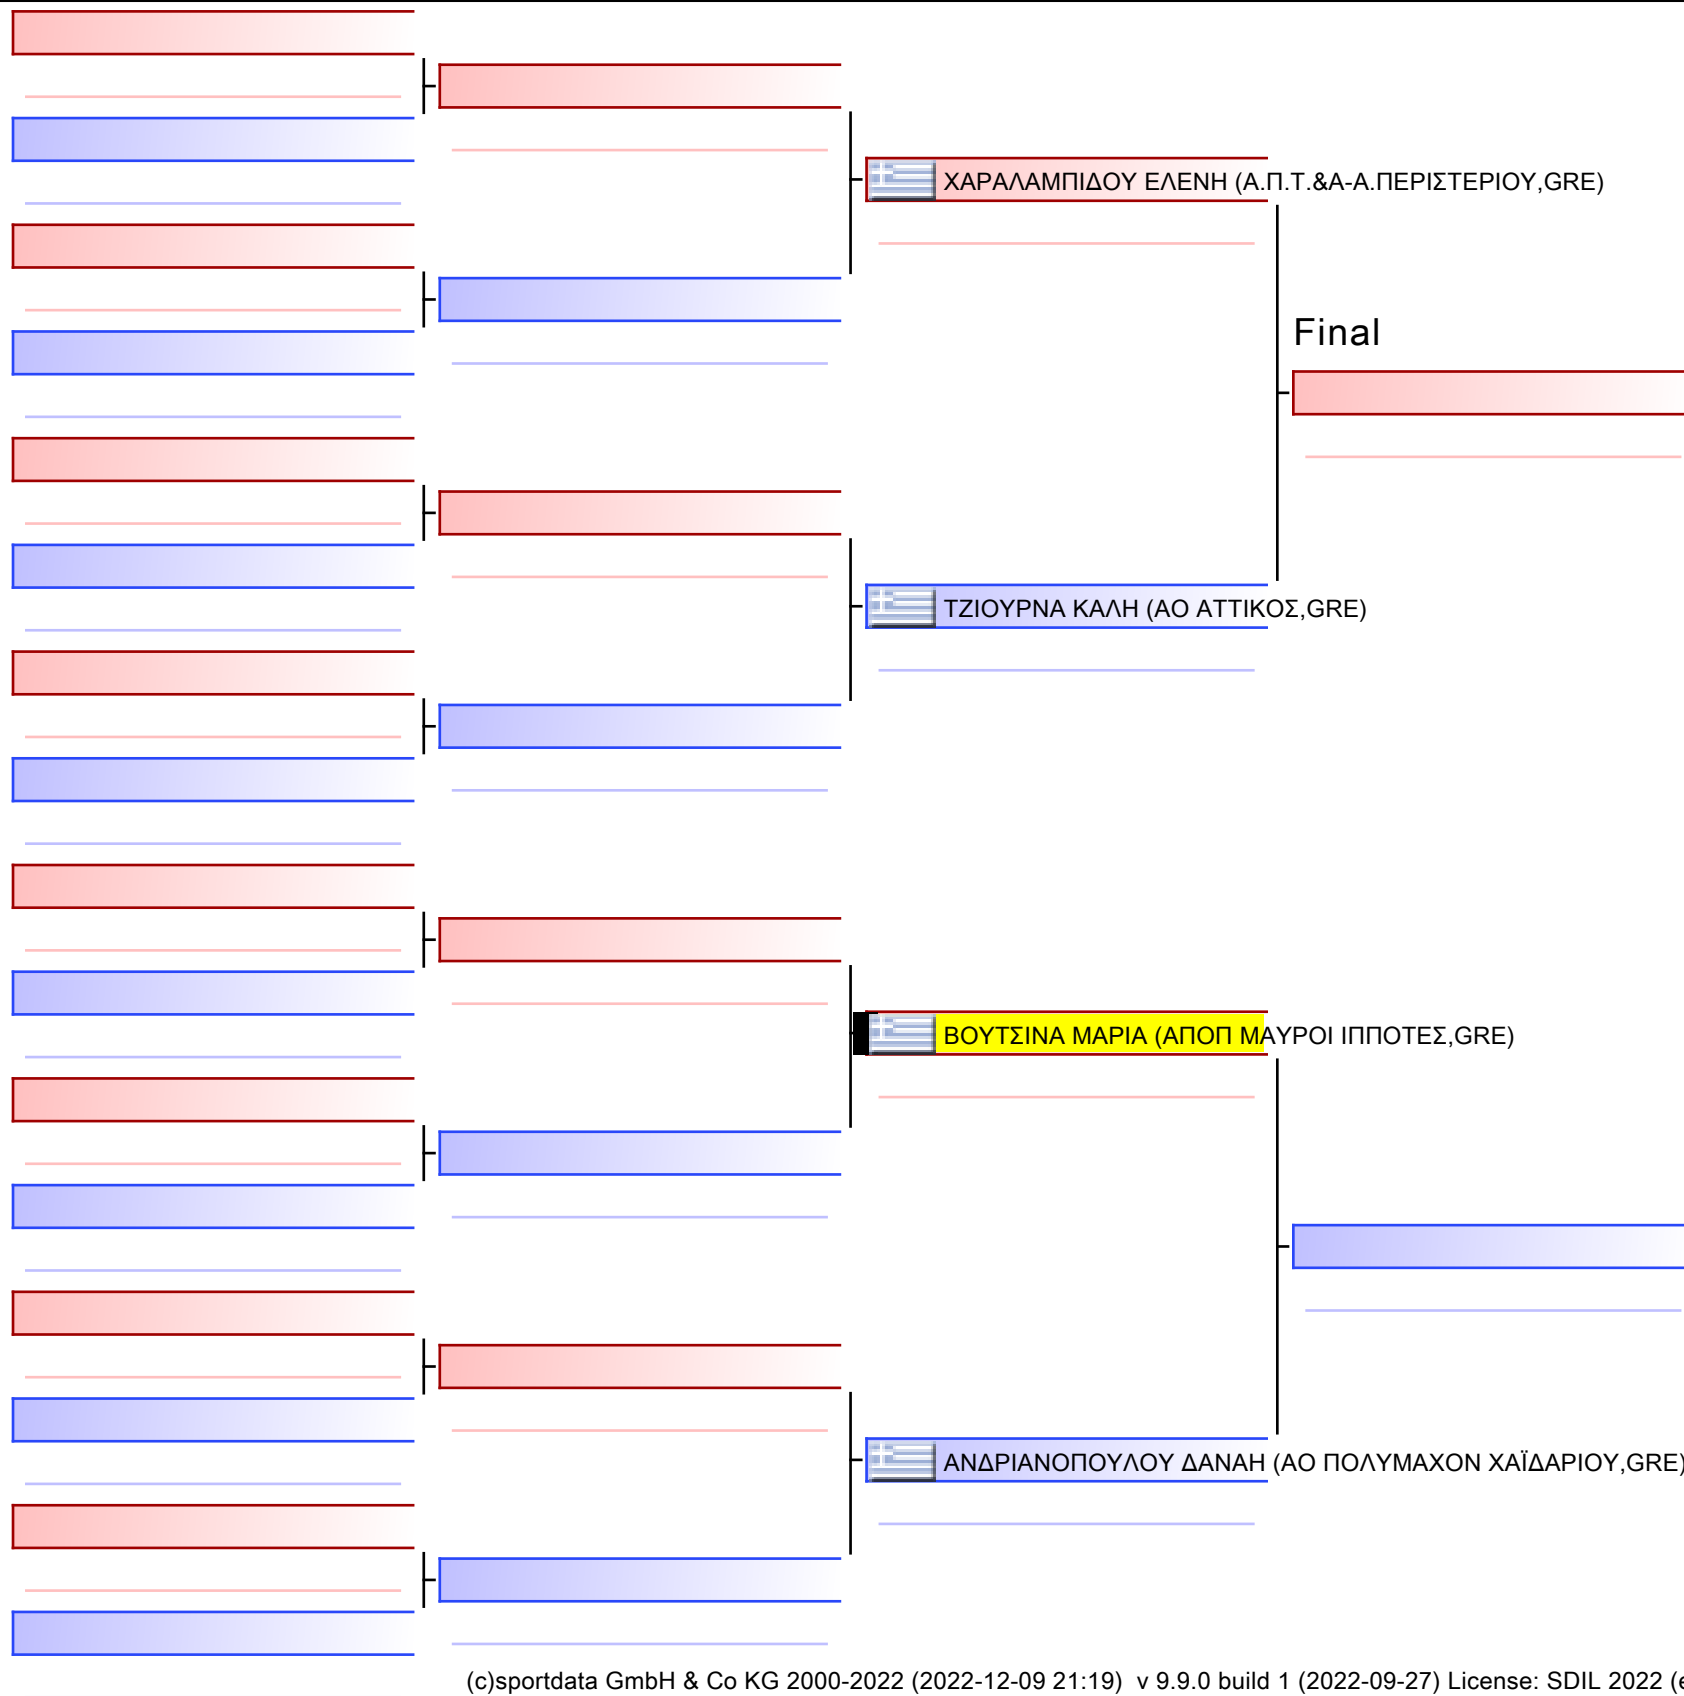 ΧΑΡΑΛΑΜΠΙΔΟΥ ΕΛΕΝΗ (Α.Π.Τ.&Α-Α.ΠΕΡΙΣΤΕΡΙΟΥ,GRE)
Final
ΤΖΙΟΥΡΝΑ ΚΑΛΗ (ΑΟ ΑΤΤΙΚΟΣ,GRE)
ΒΟΥΤΣΙΝΑ ΜΑΡΙΑ (ΑΠΟΠ ΜΑΥΡΟΙ ΙΠΠΟΤΕΣ,GRE)
ΑΝΔΡΙΑΝΟΠΟΥΛΟΥ ΔΑΝΑΗ (ΑΟ ΠΟΛΥΜΑΧΟΝ ΧΑΪΔΑΡΙΟΥ,GRE)
(c)sportdata GmbH & Co KG 2000-2022 (2022-12-09 21:19) v 9.9.0 build 1 (2022-09-27) License: SDIL 2022 (